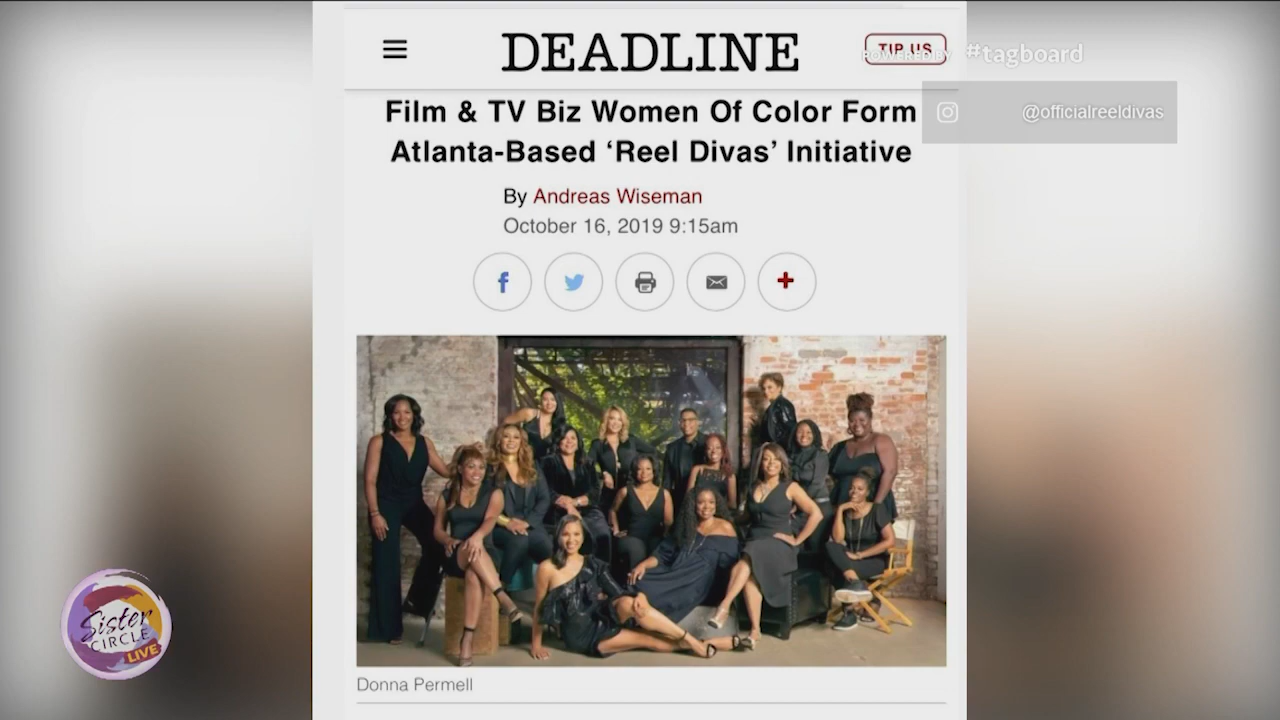 DEADLINE
TIP US
POWERED BY #tagboard
@officialreeldivas
Film & TV Biz Women Of Color Form
Atlanta-Based ‘Reel Divas’ Initiative
By Andreas Wiseman
October 16, 2019 9:15am
Donna Permell
Sister
CIRCLE
LIVE